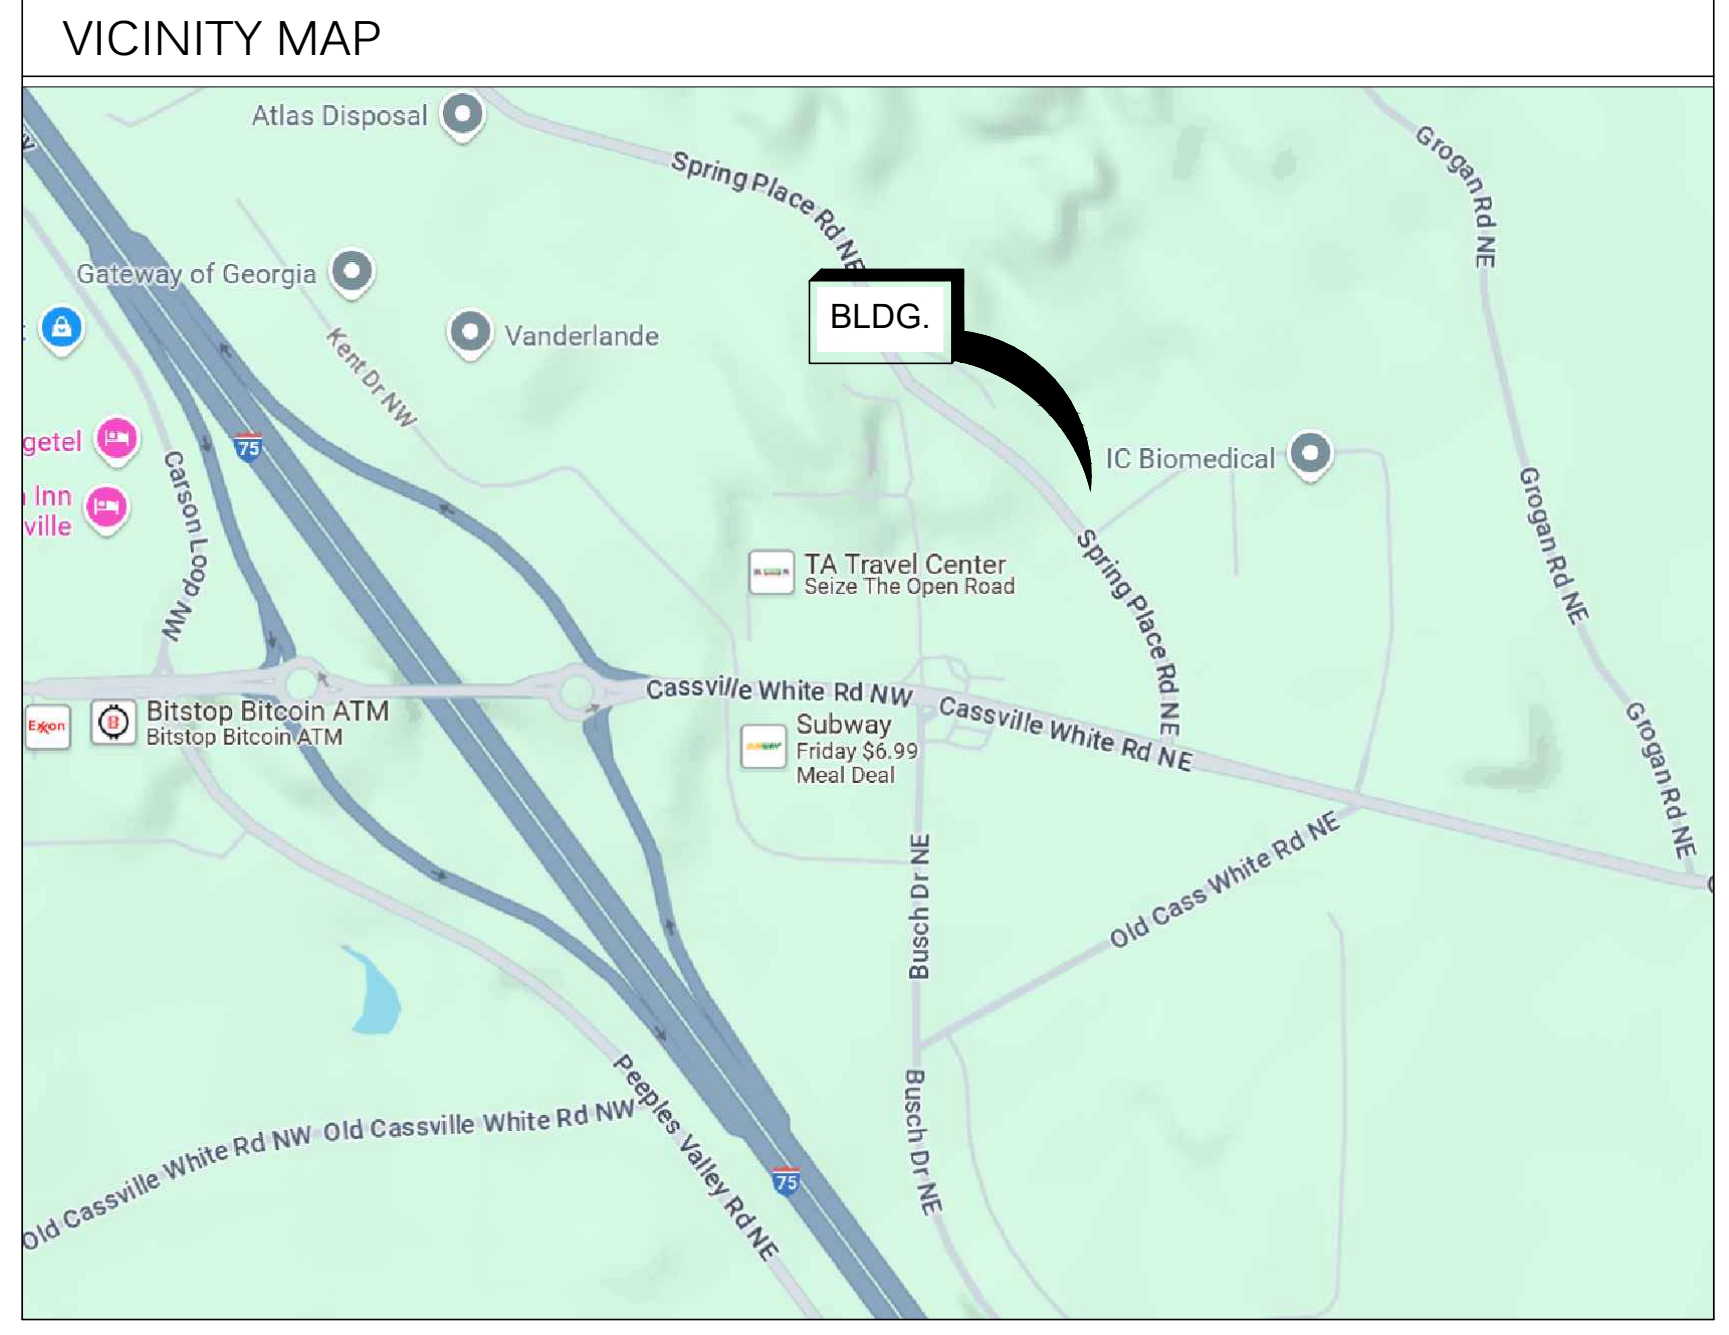 VICINITY MAP
Atlas Disposal
Spring Place Rd NE
Grogan Rd NE
Gateway of Georgia
Vanderlande
BLDG.
Kent Dr NW
getel
75
IC Biomedical
Inn
ville
Carson Loop NW
Grogan Rd NE
TA Travel Center
Seize The Open Road
Spring Place Rd NE
Cassville White Rd NW
Cassville White Rd NE
Exxon
Bitstop Bitcoin ATM
Bitstop Bitcoin ATM
Subway
Friday $6.99
Meal Deal
Grogan Rd NE
Busch Dr NE
Old Cass White Rd NE
Peeples Valley Rd NE
Busch Dr NE
Old Cassville White Rd NW
Old Cassville White Rd NW
75